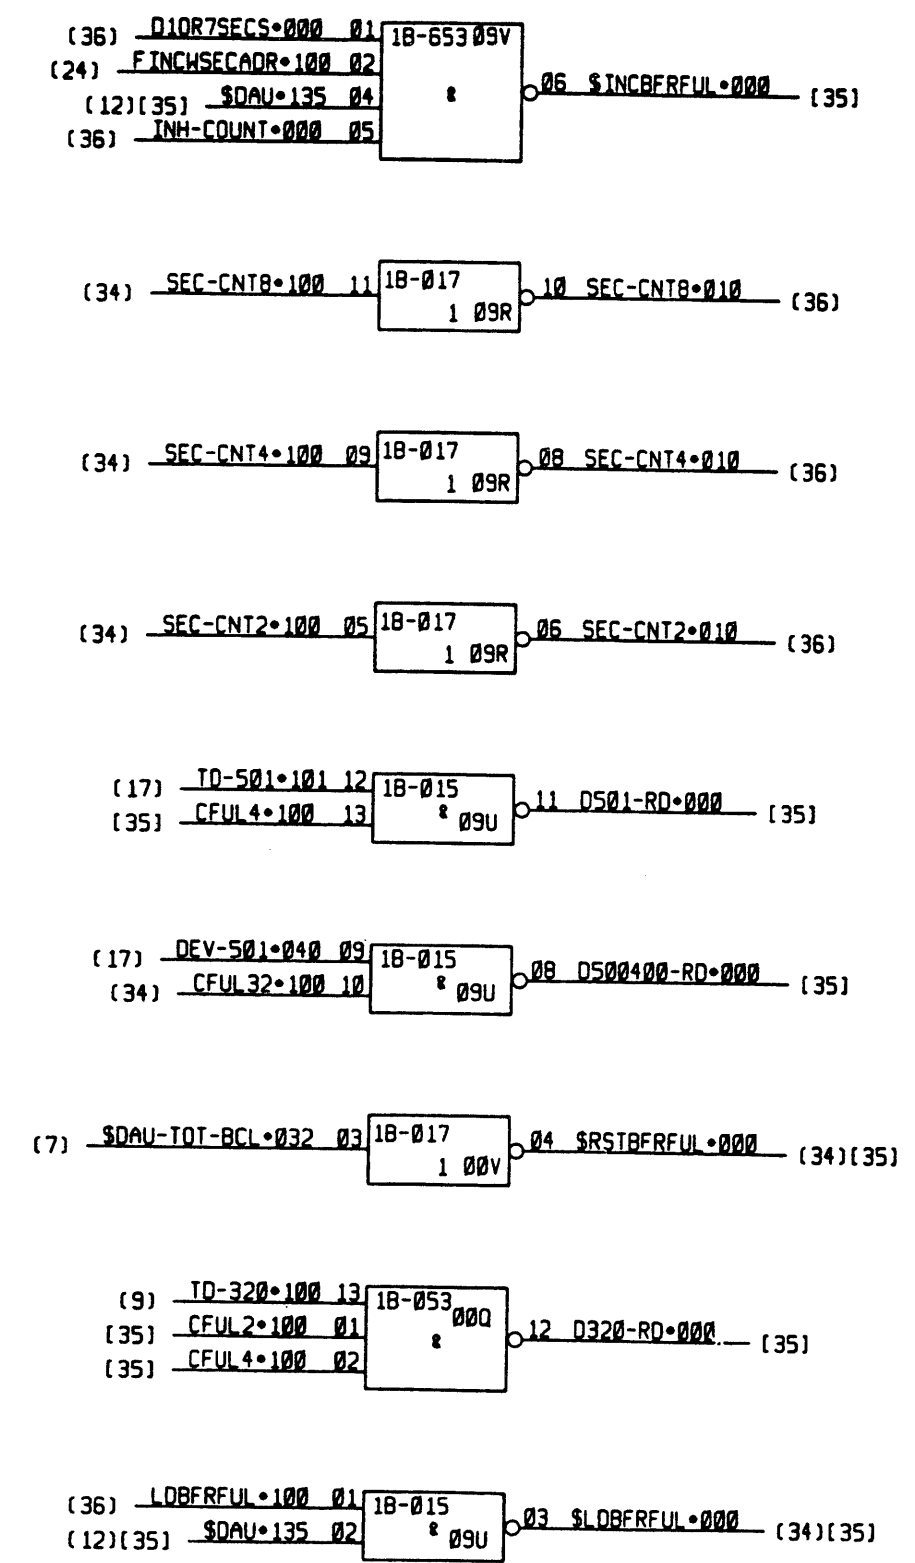 (36) D1OR7SECS•000 01 1B-653 09V
(24) FINCWSECADR•100 02
& 06 $INCBFRFUL•000 (35)
(12)(35) $DAU•135 04
(36) INH-COUNT•000 05
(34) SEC-CNT8•100 11 1B-017 10 SEC-CNT8•010 (36)
1 09R
(34) SEC-CNT4•100 09 1B-017 08 SEC-CNT4•010 (36)
1 09R
(34) SEC-CNT2•100 05 1B-017 06 SEC-CNT2•010 (36)
1 09R
(17) TD-501•101 12 1B-015 11 D501-RD•000 (35)
(35) CFUL4•100 13 & 09U
(17) DEV-501•040 09 1B-015 08 D500400-RD•000 (35)
(34) CFUL32•100 10 & 09U
(7) $DAU-TOT-BCL•032 03 1B-017 04 $RSTBFRFUL•000 (34)(35)
1 00V
(9) TD-320•100 13 1B-053 00Q
(35) CFUL2•100 01 & 12 D320-RD•000 (35)
(35) CFUL4•100 02
(36) LDBFRFUL•100 01 1B-015 03 $LDBFRFUL•000 (34)(35)
(12)(35) $DAU•135 02 & 09U